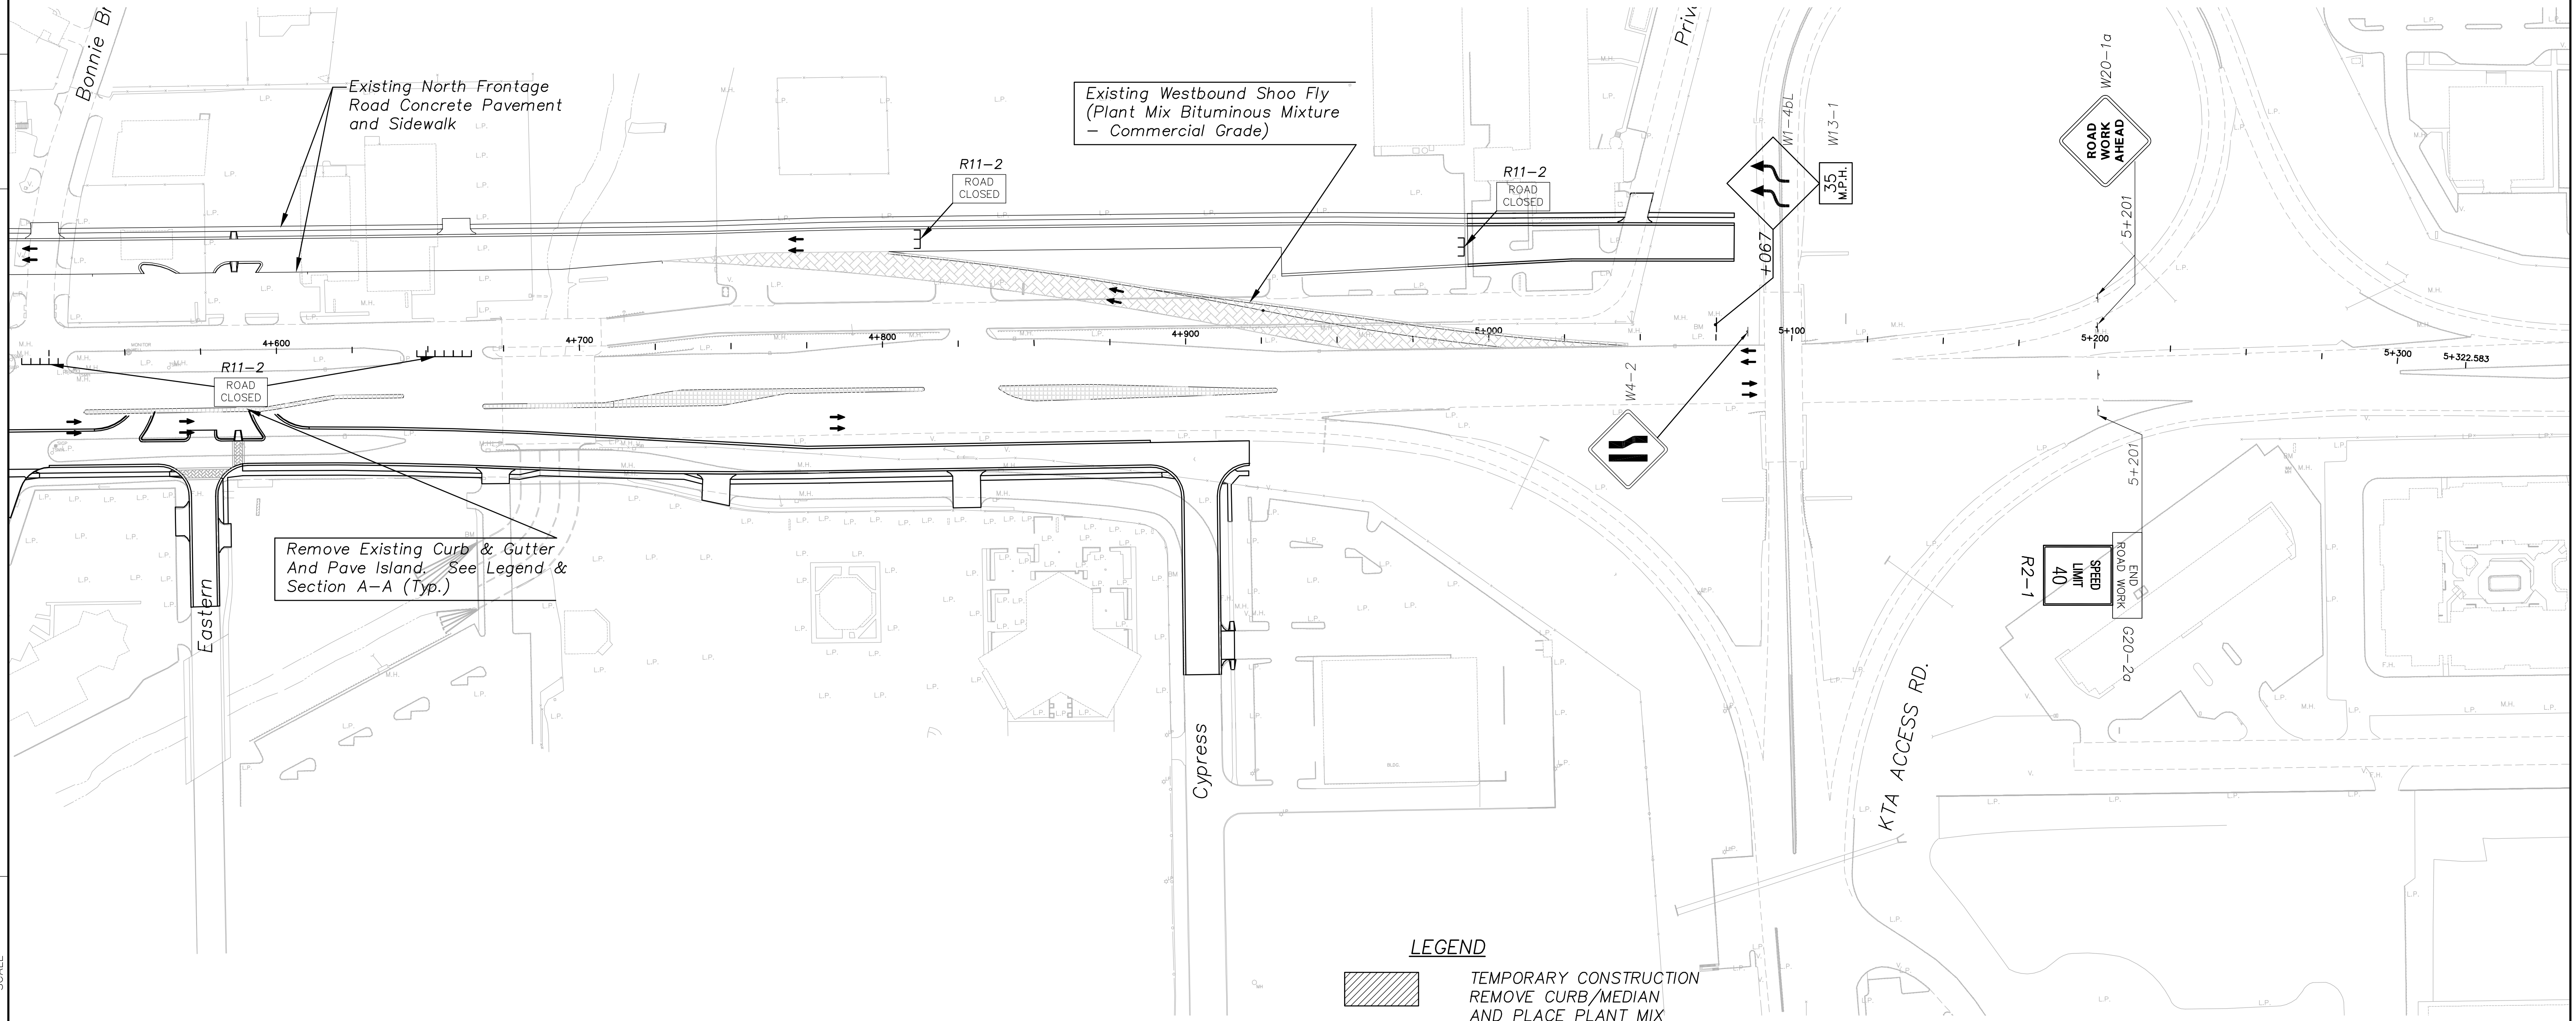 Bonnie Br
Existing North Frontage
Road Concrete Pavement
and Sidewalk
Existing Westbound Shoo Fly
(Plant Mix Bituminous Mixture
– Commercial Grade)
R11-2
ROAD
CLOSED
R11-2
ROAD
CLOSED
W1-4bL
W13-1
35
M.P.H.
+067
W20-1a
ROAD
WORK
AHEAD
5+201
4+600
4+700
4+800
4+900
5+000
5+100
5+200
5+300
5+322.583
MONITOR
R11-2
ROAD
CLOSED
W4-2
5+201
Remove Existing Curb & Gutter
And Pave Island. See Legend &
Section A-A (Typ.)
Eastern
Cypress
R2-1
SPEED
LIMIT
40
END
ROAD WORK
G20-2a
KTA ACCESS RD.
BLDG.
SCALE
LEGEND
TEMPORARY CONSTRUCTION
REMOVE CURB/MEDIAN
AND PLACE PLANT MIX